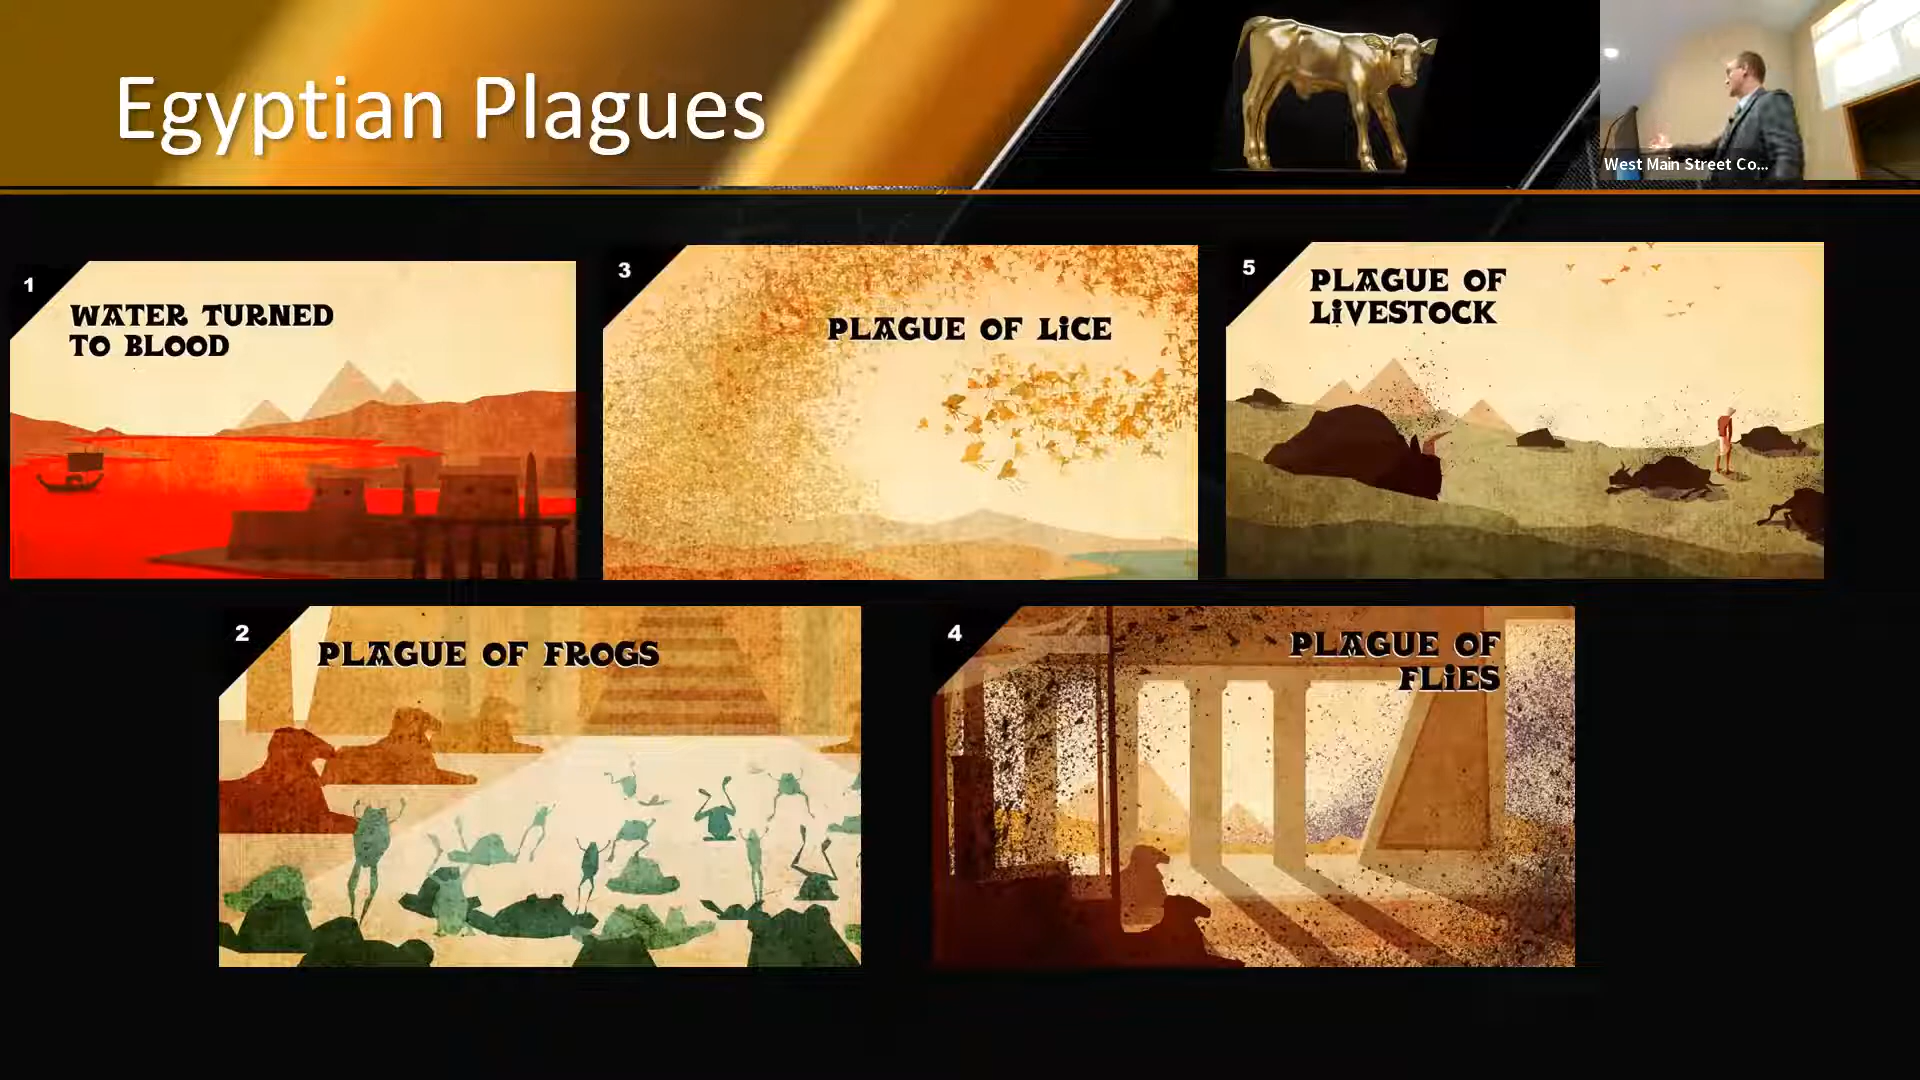 Egyptian Plagues
West Main Street Co...
1
WATER TURNED
TO BLOOD
3
PLAGUE OF LiCE
5
PLAGUE OF
LiVESTOCK
2
PLAGUE OF FROGS
4
PLAGUE OF
FLiES